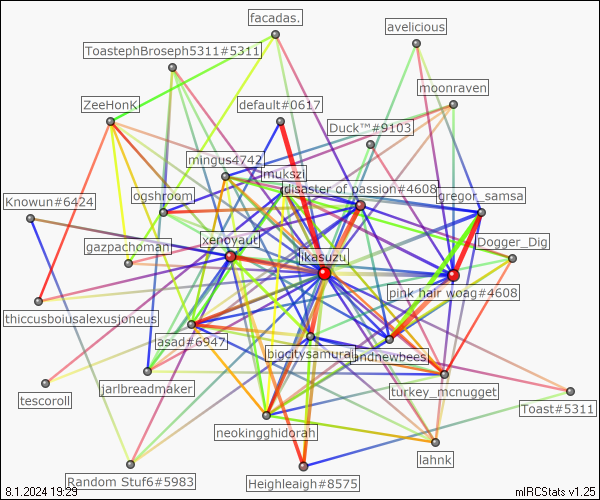 facadas.
avelicious
ToastephBroseph5311#5311
moonraven
ZeeHonK
default#0617
Duck™#9103
mingus4742
mukszi
disaster of passion#4608
ogshroom
gregor_samsa
Knowun#6424
gazpachoman
xenoyaut
Dogger_Dig
likasuzu
pink hair woag#4608
thiccusboiusalexusjoneus
asad#6947
bigcitysamurai
andnewbees
jarlbreadmaker
turkey_mcnugget
tescoroll
Toast#5311
neokingghidorah
lahnk
Random Stuf6#5983
Heighleaigh#8575
8.1.2024 19:29
mIRCStats v1.25